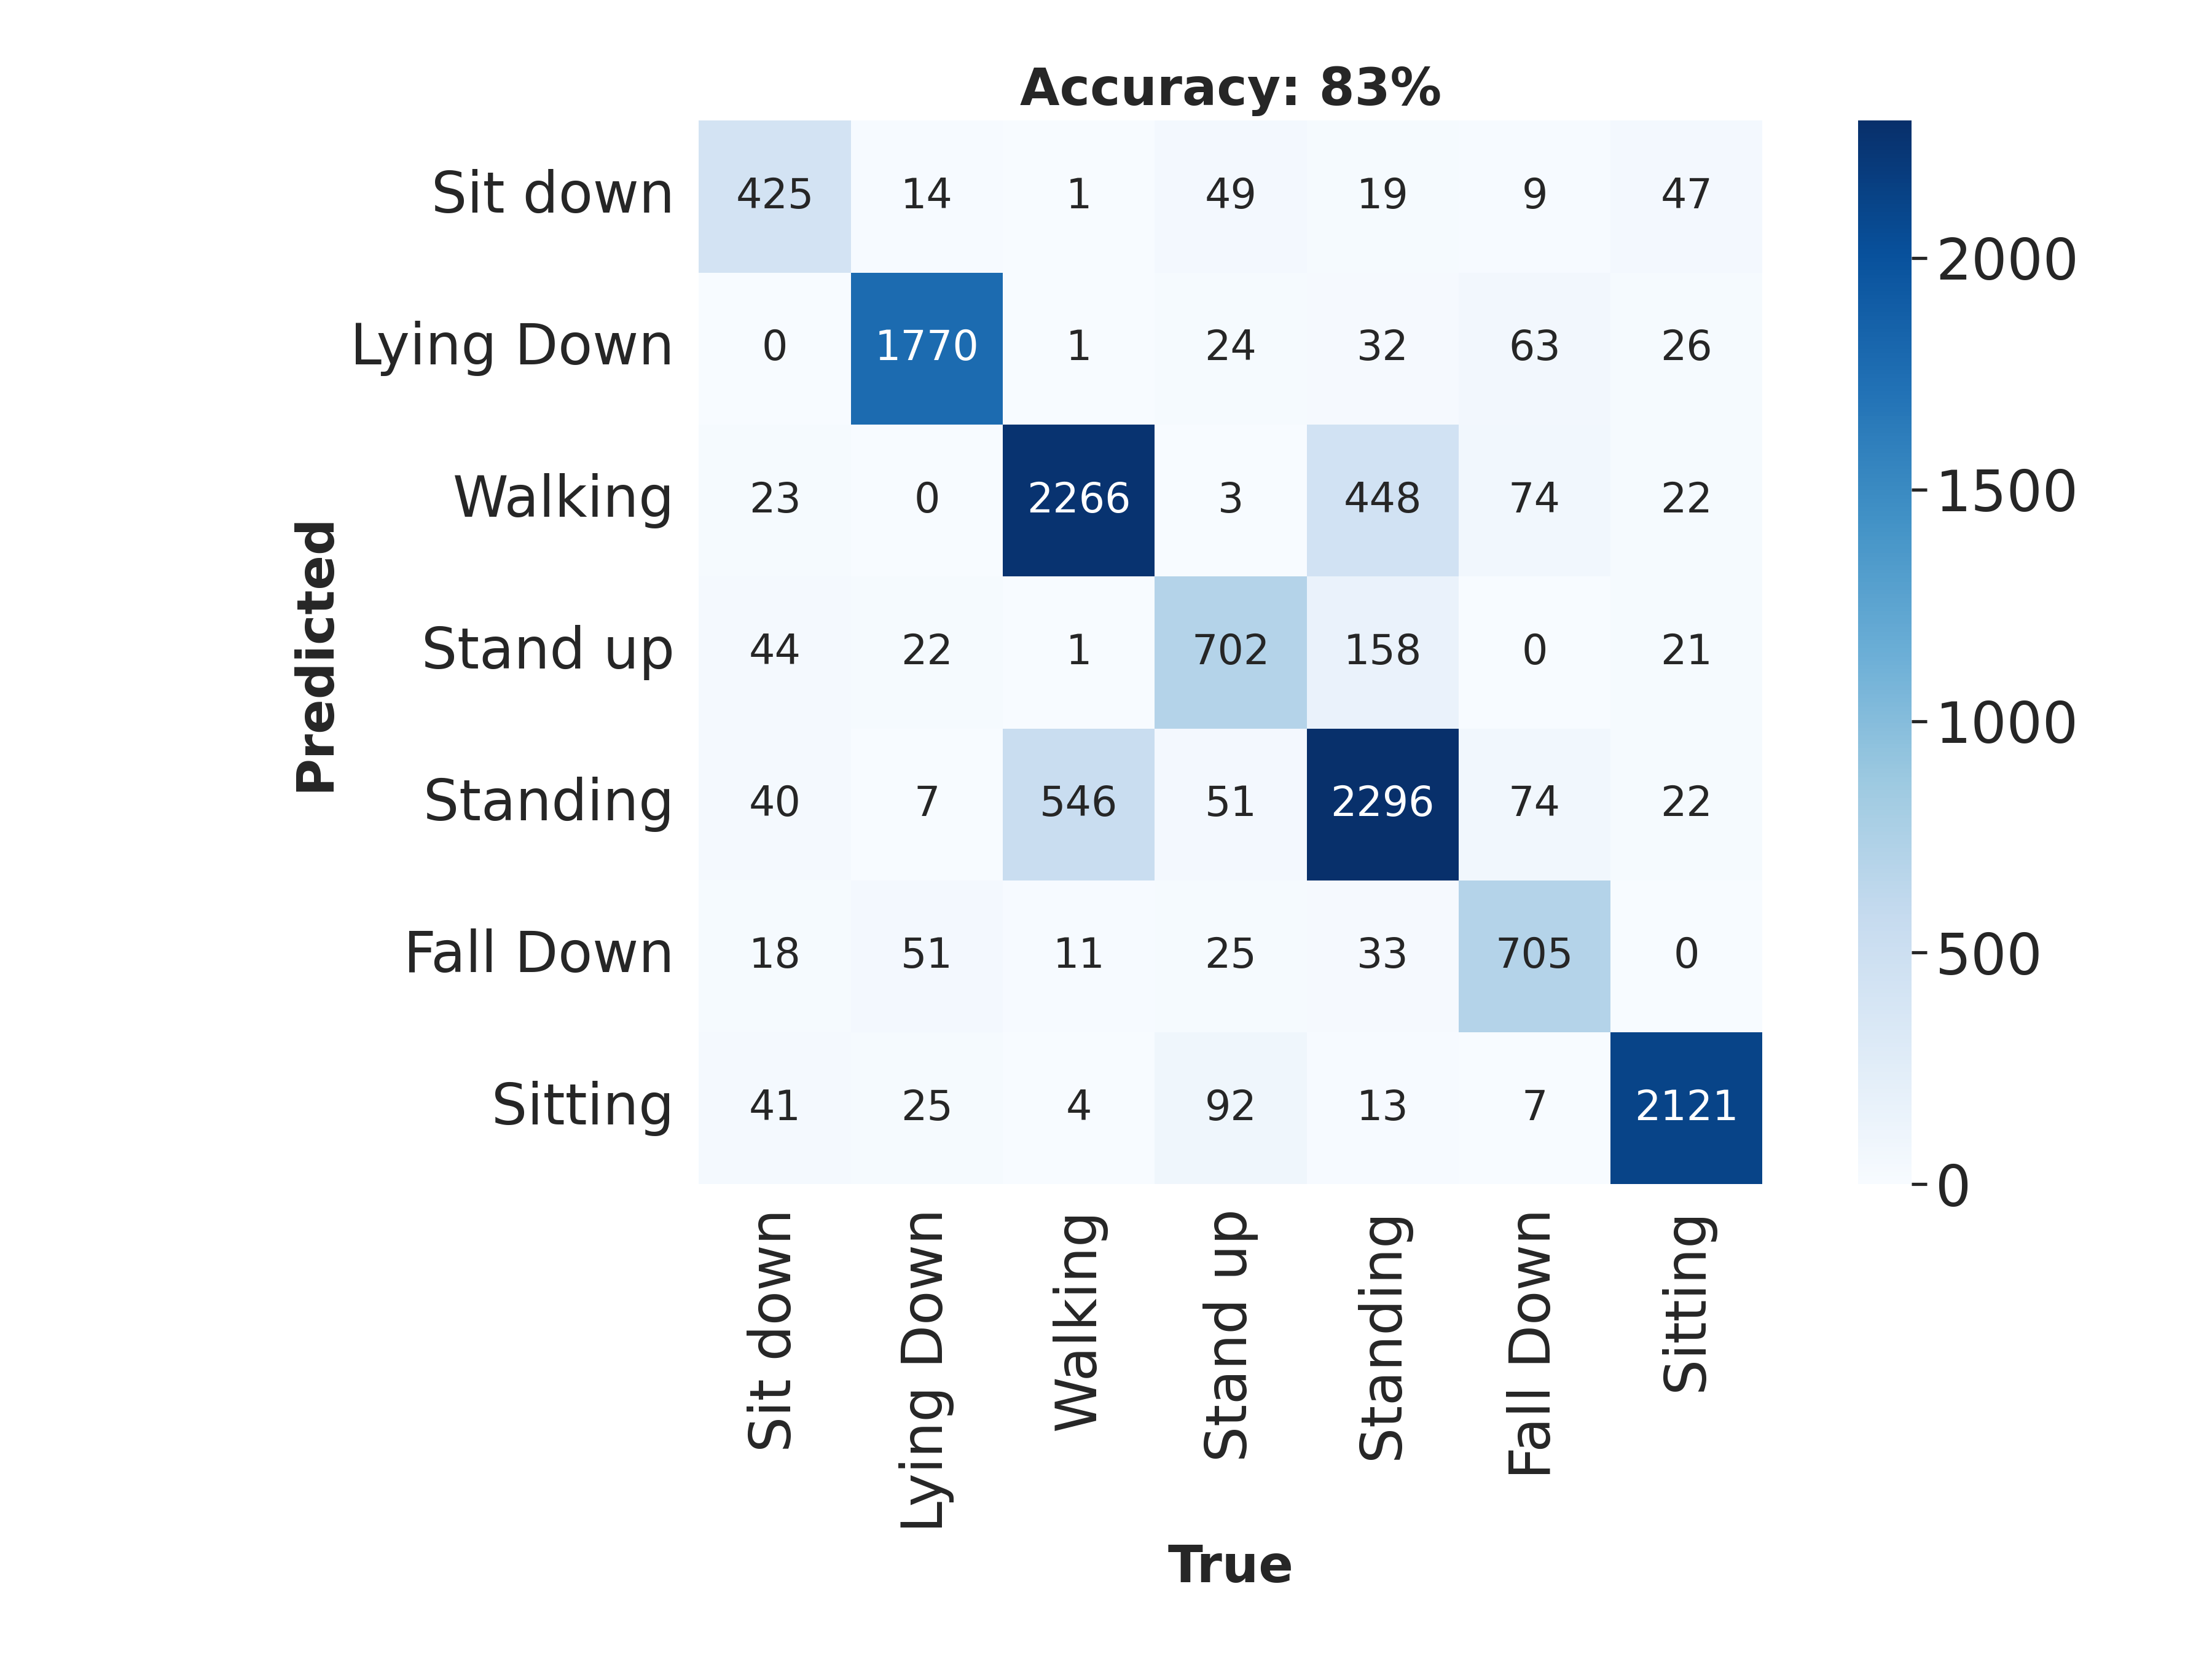 Accuracy: 83%
Sit down 425 14 1 49 19 9 47
Lying Down 0 1770 1 24 32 63 26
Walking 23 0 2266 3 448 74 22
Stand up 44 22 1 702 158 0 21
Standing 40 7 546 51 2296 74 22
Fall Down 18 51 11 25 33 705 0
Sitting 41 25 4 92 13 7 2121
Predicted
Sit down Lying Down Walking Stand up Standing Fall Down Sitting
True
2000
1500
1000
500
0